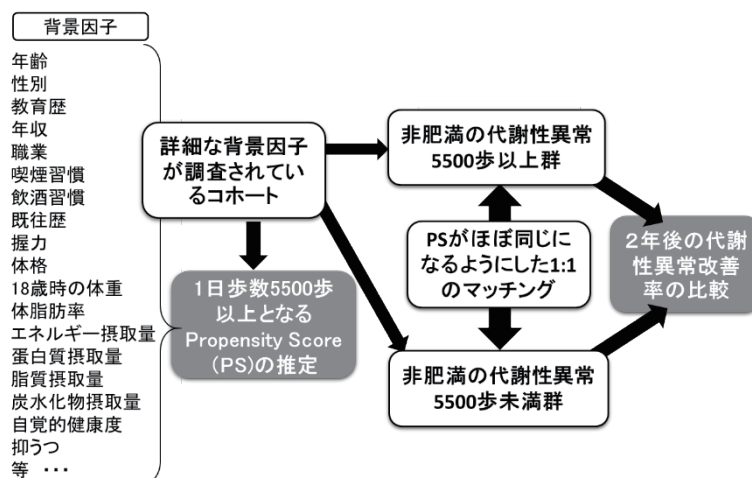 背景因子
年齢
性別
教育歴
年収
職業
喫煙習慣
飲酒習慣
既往歴
握力
体格
18歳時の体重
体脂肪率
エネルギー摂取量
蛋白質摂取量
脂質摂取量
炭水化物摂取量
自覚的健康度
抑うつ
等 ・・・
詳細な背景因子
が調査されてい
るコホート
1日歩数5500歩
以上となる
Propensity Score
(PS)の推定
非肥満の代謝性異常
5500歩以上群
PSがほぼ同じに
なるようにした1:1
のマッチング
非肥満の代謝性異常
5500歩未満群
2年後の代謝
性異常改善
率の比較